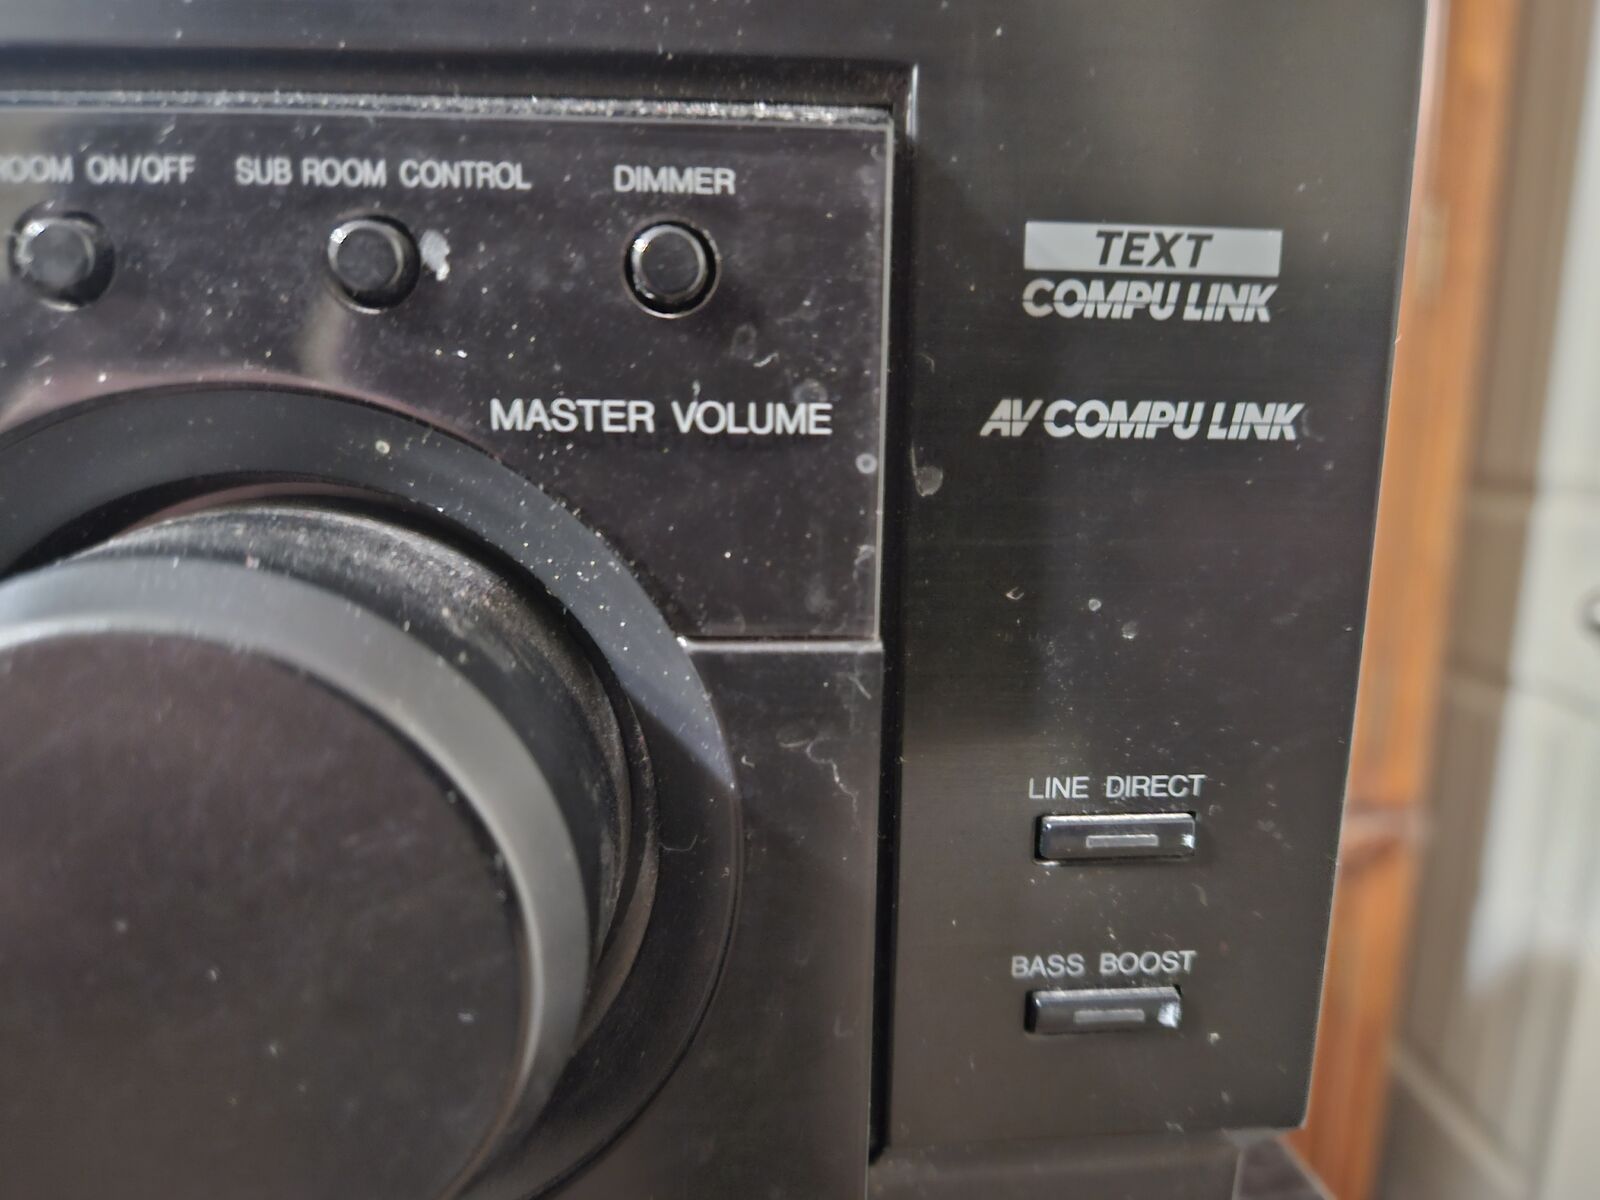 ROOM ON/OFF
SUB ROOM CONTROL
DIMMER
TEXT
COMPU LINK
MASTER VOLUME
AV COMPU LINK
LINE DIRECT
BASS BOOST